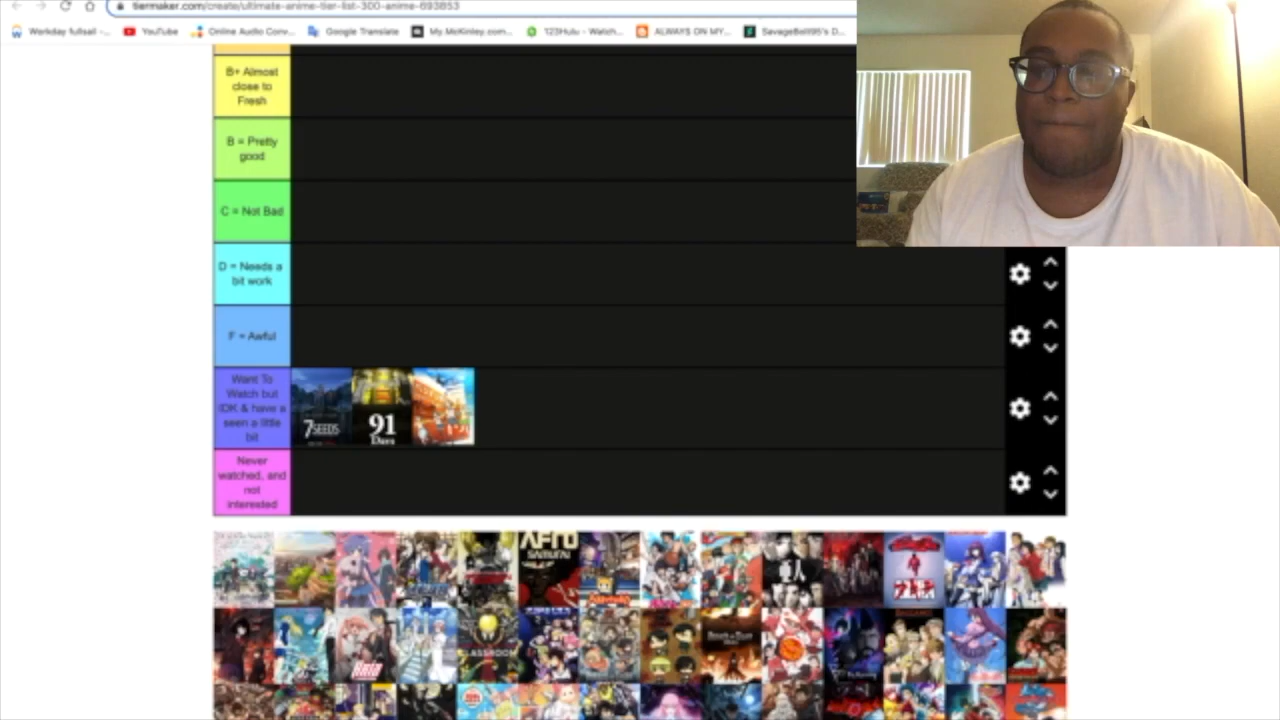 tiermaker.com/create/ultimate-anime-tier-list-300-anime-693853
Workday fullsail -... YouTube Online Audio Conv... Google Translate My.McKinley.com... 123Hulu - Watch... ALWAYS ON MY... SavageBoi195's D...
B+ Almost
close to
Fresh
B = Pretty
good
C = Not Bad
D = Needs a
bit work
F = Awful
Want To
Watch but
IDK & have a
seen a little
bit
7SEEDS
91
Days
Never
watched, and
not
interested
AFRO
SAMURAI
CLASSROOM